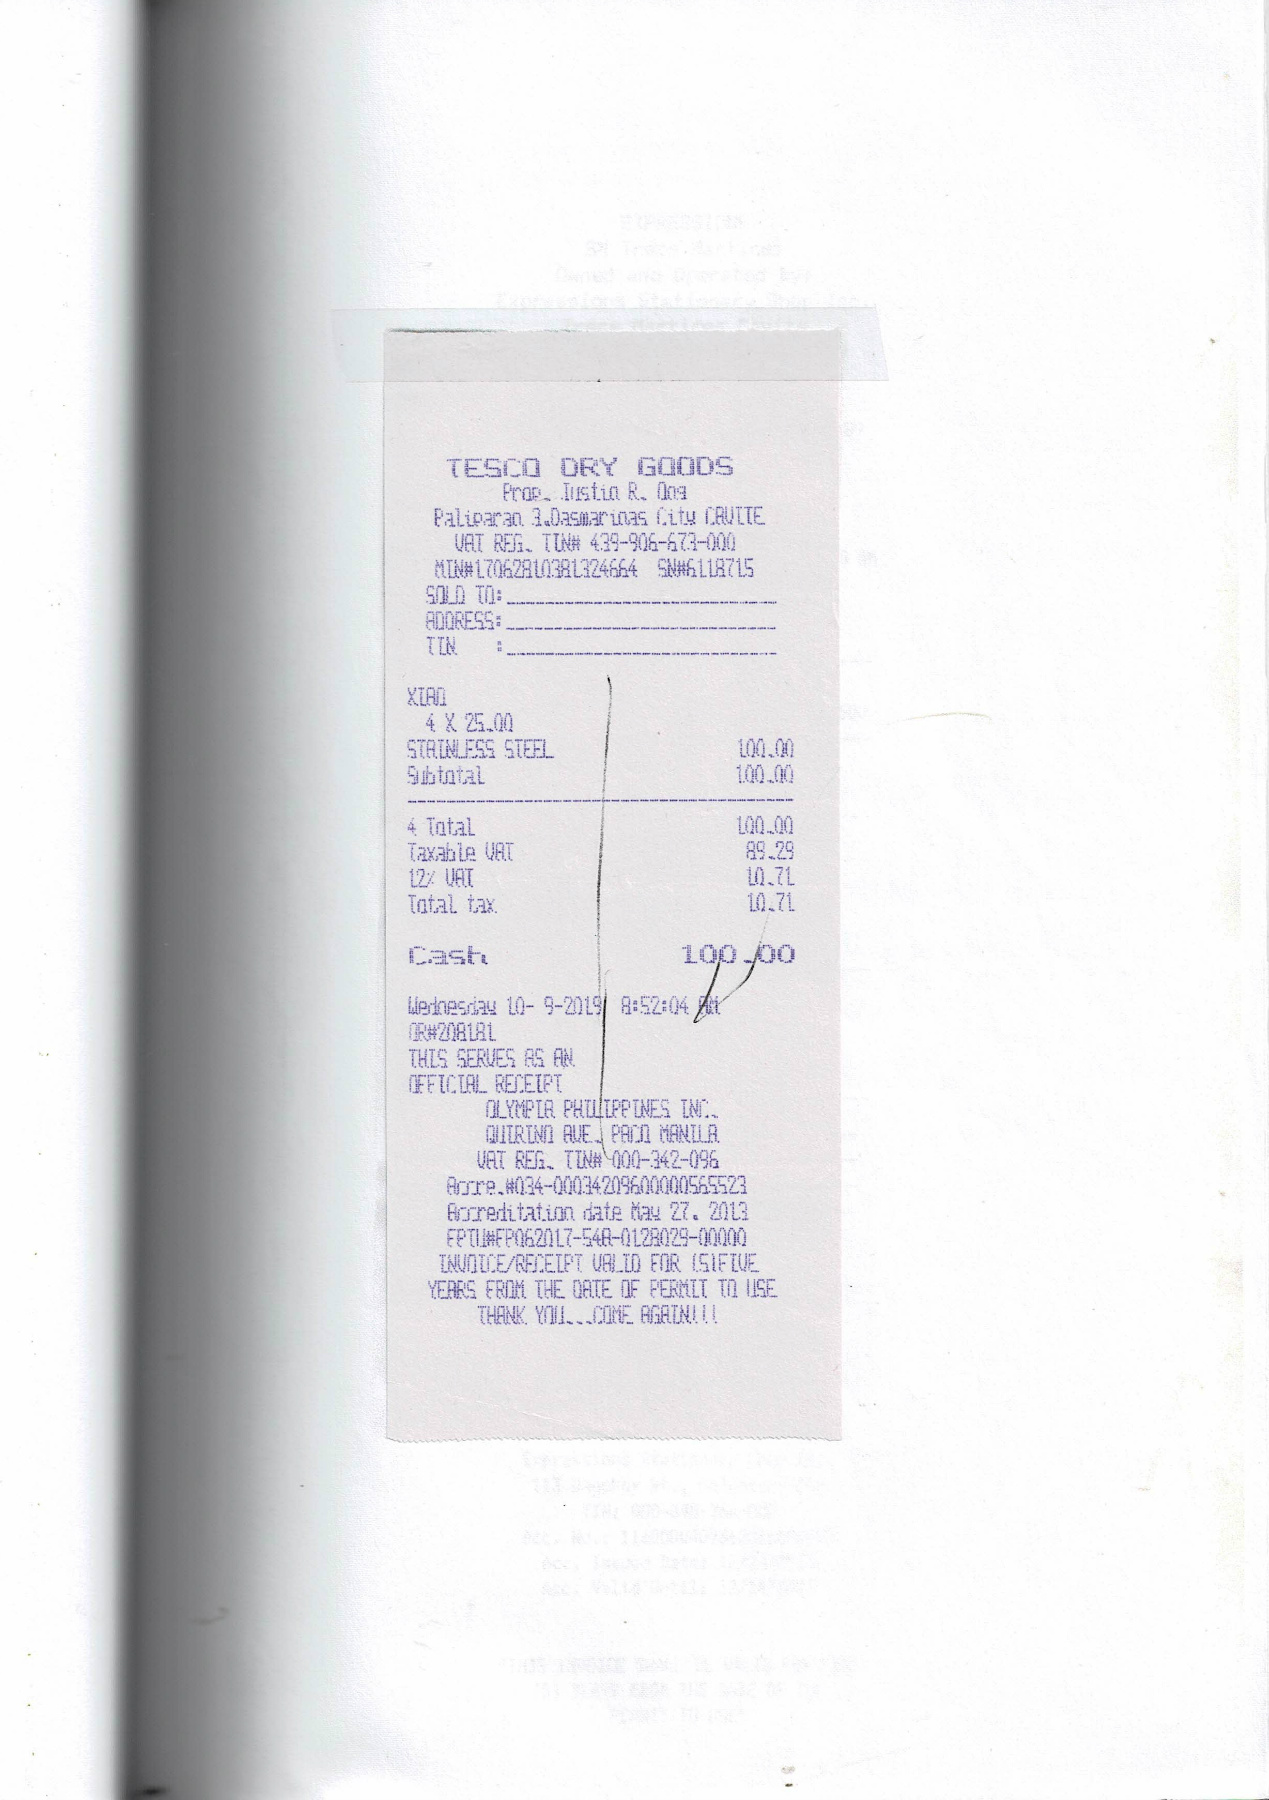 TESCO DRY GOODS
Prop. Justin R. Ong
Paliparan 3,Dasmarinas City CAVITE
VAT REG. TIN# 439-906-673-000
MIN#17062810381324664 SN#6118715
SOLD TO:
ADDRESS:
TIN :
XIAO
4 X 25.00
STAINLESS STEEL 100.00
Subtotal 100.00
4 Total 100.00
Taxable VAT 89.29
12% VAT 10.71
Total tax 10.71
Cash 100.00
Wednesday 10- 9-2019 8:52:04 AM
OR#208181
THIS SERVES AS AN
OFFICIAL RECEIPT
OLYMPIA PHILIPPINES INC.
QUIRINO AVE. PACO MANILA
VAT REG. TIN# 000-342-096
Accre.#034-000342096000000565523
Accreditation date May 27, 2013
FPTU#FP062017-54A-0128029-00000
INVOICE/RECEIPT VALID FOR (5)FIVE
YEARS FROM THE DATE OF PERMIT TO USE
THANK YOU...COME AGAIN!!!